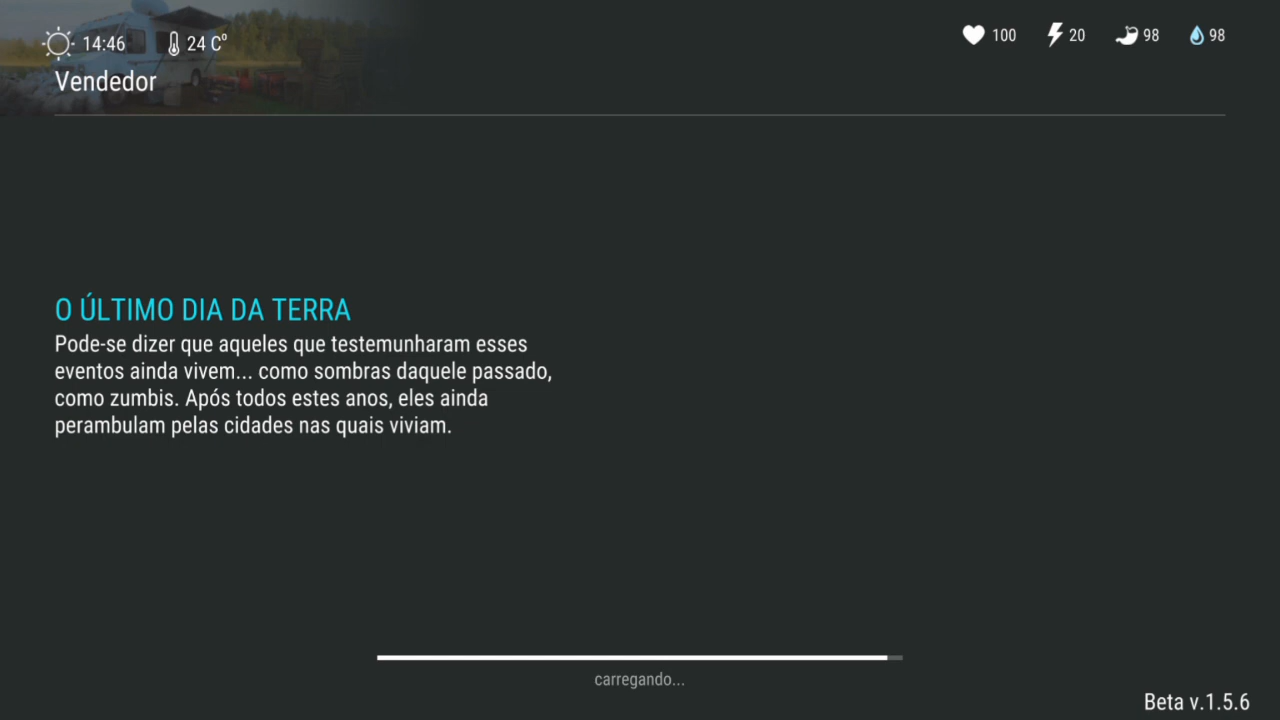 14:46 24 C°
100 20 98 98
Vendedor
O ÚLTIMO DIA DA TERRA
Pode-se dizer que aqueles que testemunharam esses
eventos ainda vivem... como sombras daquele passado,
como zumbis. Após todos estes anos, eles ainda
perambulam pelas cidades nas quais viviam.
carregando...
Beta v.1.5.6